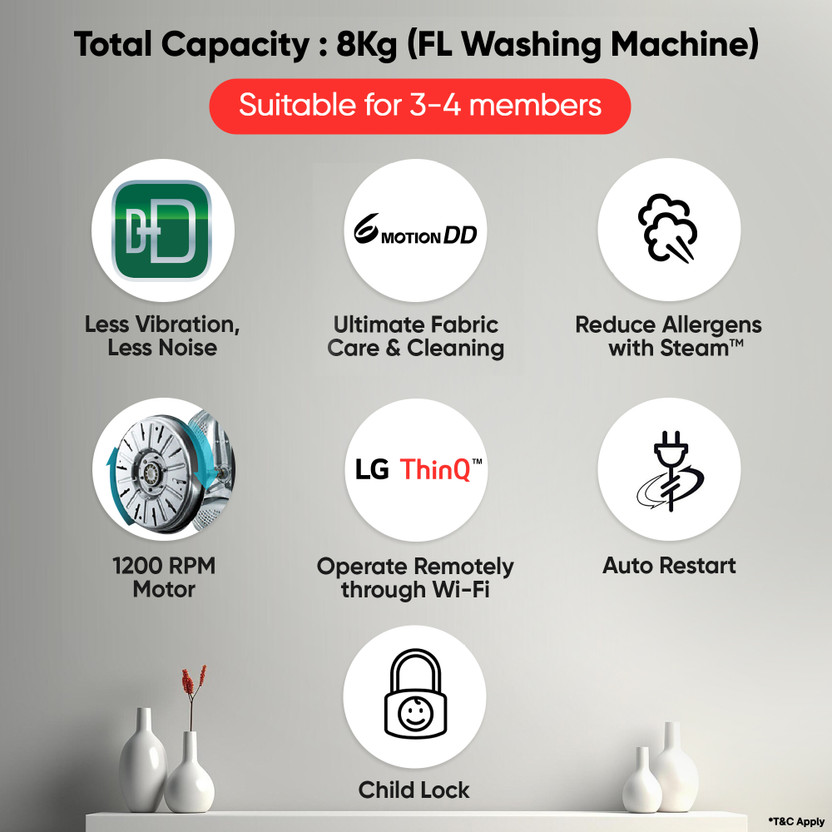 Total Capacity : 8Kg (FL Washing Machine)
Suitable for 3-4 members
DD
6 MOTION DD
Less Vibration,
Less Noise
Ultimate Fabric
Care & Cleaning
Reduce Allergens
with Steam™
LG ThinQ™
1200 RPM
Motor
Operate Remotely
through Wi-Fi
Auto Restart
Child Lock
*T&C Apply